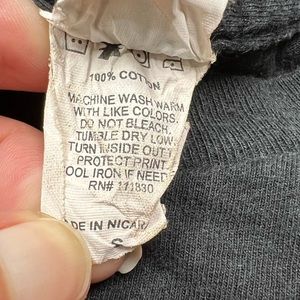 100% COTTON
MACHINE WASH WARM
WITH LIKE COLORS.
DO NOT BLEACH.
TUMBLE DRY LOW
TURN INSIDE OUT
PROTECT PRINT
OOL IRON IF NEED
RN# 111830
DE IN NICAR
S